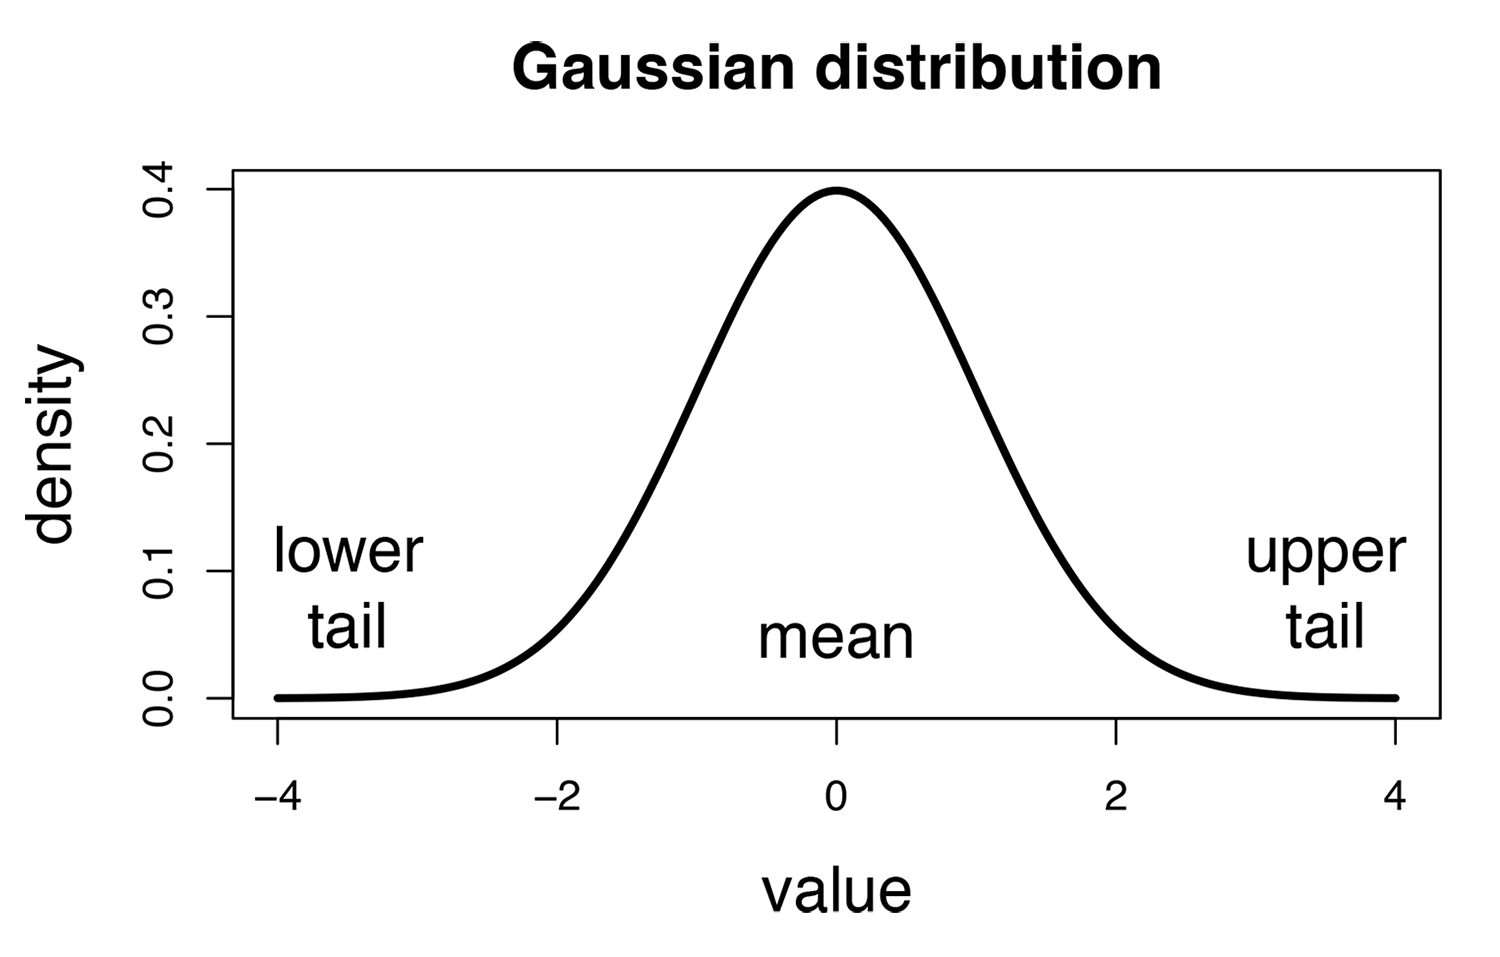 Gaussian distribution
density
0.4
0.3
0.2
0.1
0.0
lower
tail
mean
upper
tail
−4 −2 0 2 4
value